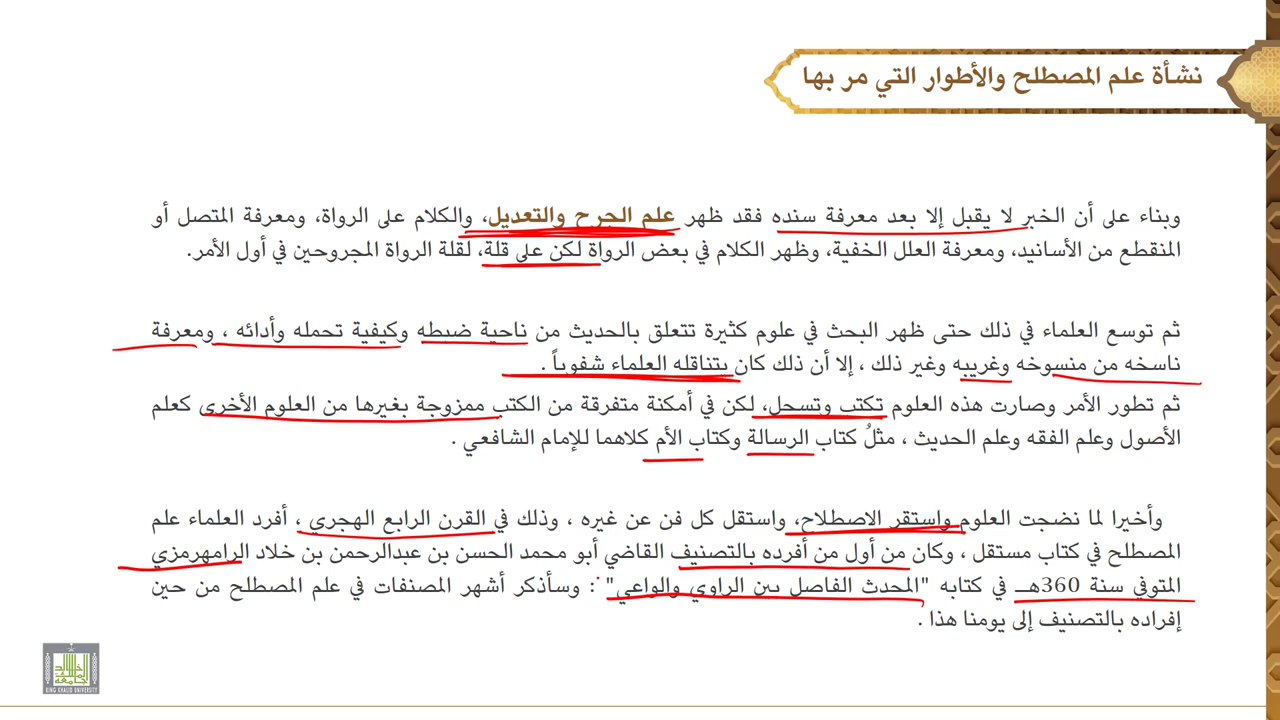 نشأة علم المصطلح والأطوار التي مر بها
وبناء على أن الخبر لا يقبل إلا بعد معرفة سنده فقد ظهر علم الجرح والتعديل، والكلام على الرواة، ومعرفة المتصل أو
المنقطع من الأسانيد، ومعرفة العلل الخفية، وظهر الكلام في بعض الرواة لكن على قلة، لقلة الرواة المجروحين في أول الأمر.
ثم توسع العلماء في ذلك حتى ظهر البحث في علوم كثيرة تتعلق بالحديث من ناحية ضبطه وكيفية تحمله وأدائه ، ومعرفة
ناسخه من منسوخه وغريبه وغير ذلك ، إلا أن ذلك كان يتناقله العلماء شفوياً .
ثم تطور الأمر وصارت هذه العلوم تكتب وتسجل، لكن في أمكنة متفرقة من الكتب ممزوجة بغيرها من العلوم الأخرى كعلم
الأصول وعلم الفقه وعلم الحديث ، مثلُ كتاب الرسالة وكتاب الأم كلاهما للإمام الشافعي .
وأخيرا لما نضجت العلوم واستقر الاصطلاح، واستقل كل فن عن غيره ، وذلك في القرن الرابع الهجري ، أفرد العلماء علم
المصطلح في كتاب مستقل ، وكان من أول من أفرده بالتصنيف القاضي أبو محمد الحسن بن عبدالرحمن بن خلاد الرامهرمزي
المتوفي سنة 360هـ في كتابه "المحدث الفاصل بين الراوي والواعي" : وسأذكر أشهر المصنفات في علم المصطلح من حين
إفراده بالتصنيف إلى يومنا هذا .
جامعة الملك خالد
KING KHALID UNIVERSITY